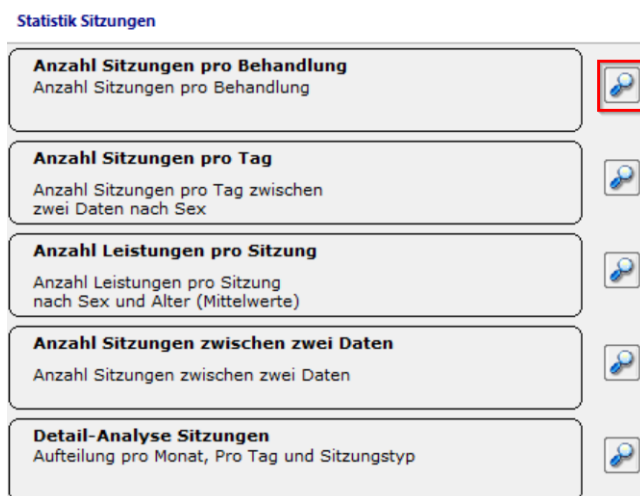 Statistik Sitzungen
Anzahl Sitzungen pro Behandlung
Anzahl Sitzungen pro Behandlung
Anzahl Sitzungen pro Tag
Anzahl Sitzungen pro Tag zwischen
zwei Daten nach Sex
Anzahl Leistungen pro Sitzung
Anzahl Leistungen pro Sitzung
nach Sex und Alter (Mittelwerte)
Anzahl Sitzungen zwischen zwei Daten
Anzahl Sitzungen zwischen zwei Daten
Detail-Analyse Sitzungen
Aufteilung pro Monat, Pro Tag und Sitzungstyp